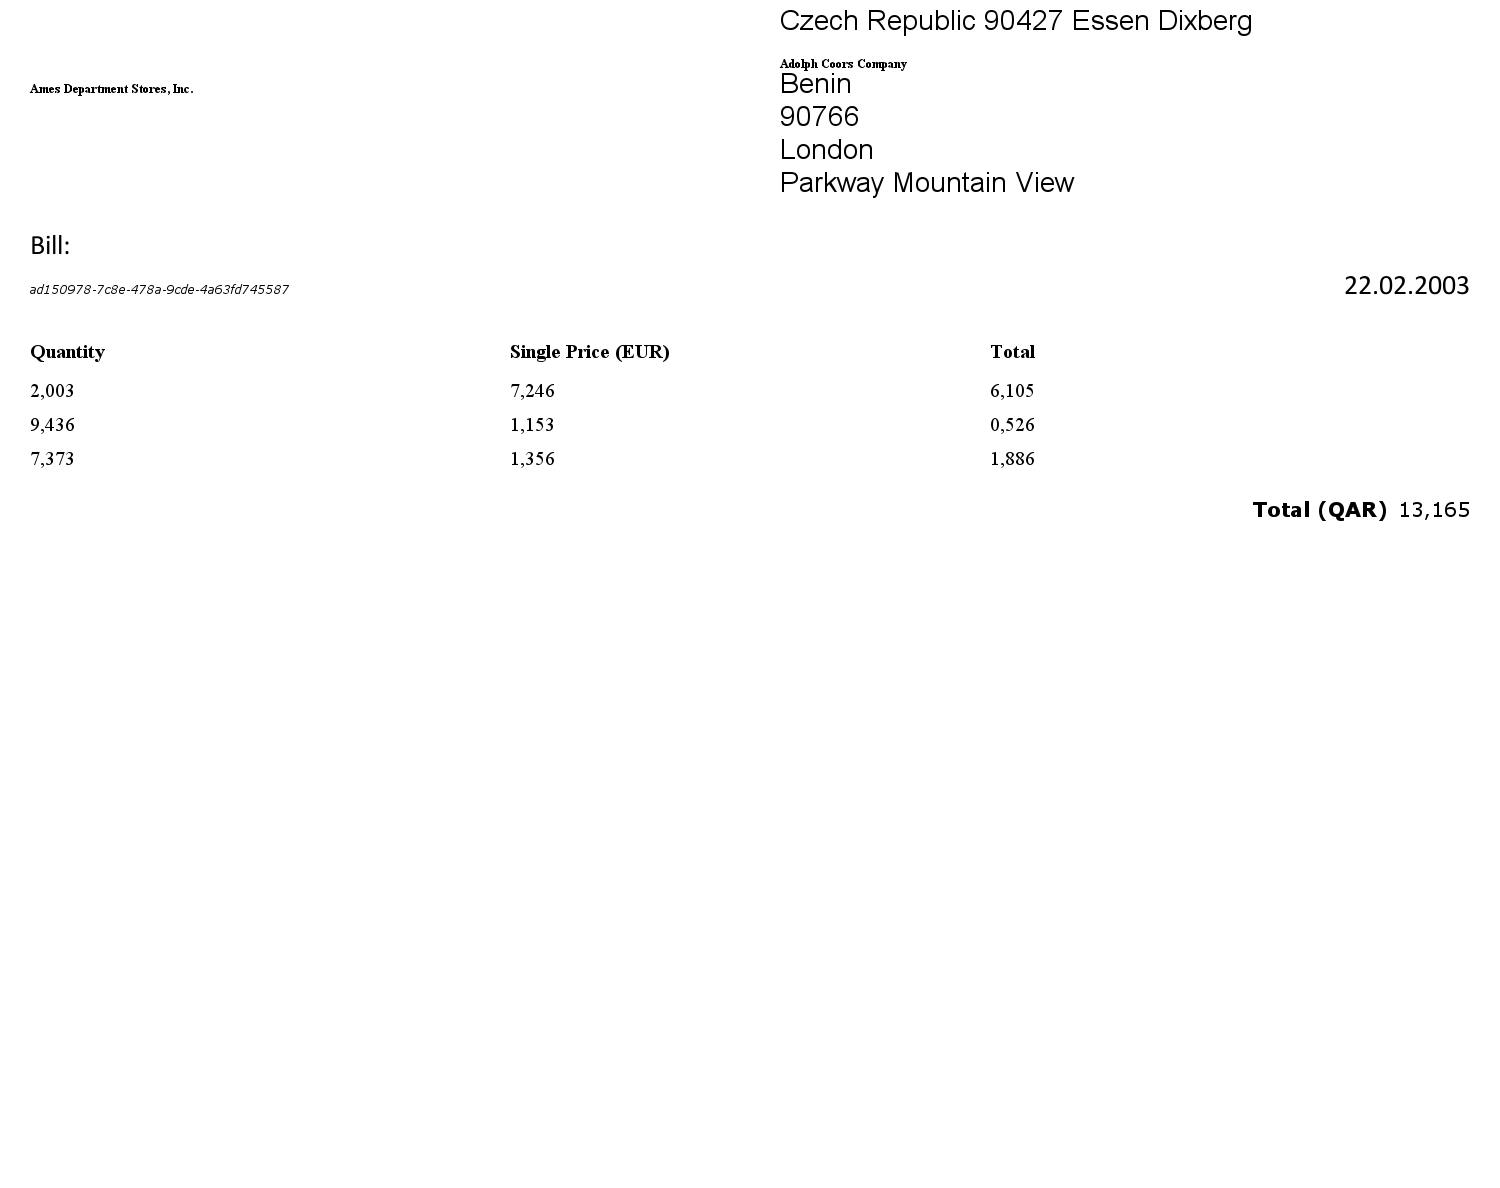 Czech Republic 90427 Essen Dixberg
Adolph Coors Company
Ames Department Stores, Inc.
Benin
90766
London
Parkway Mountain View
Bill:
ad150978-7c8e-478a-9cde-4a63fd745587 22.02.2003
Quantity Single Price (EUR) Total
2,003 7,246 6,105
9,436 1,153 0,526
7,373 1,356 1,886
Total (QAR) 13,165